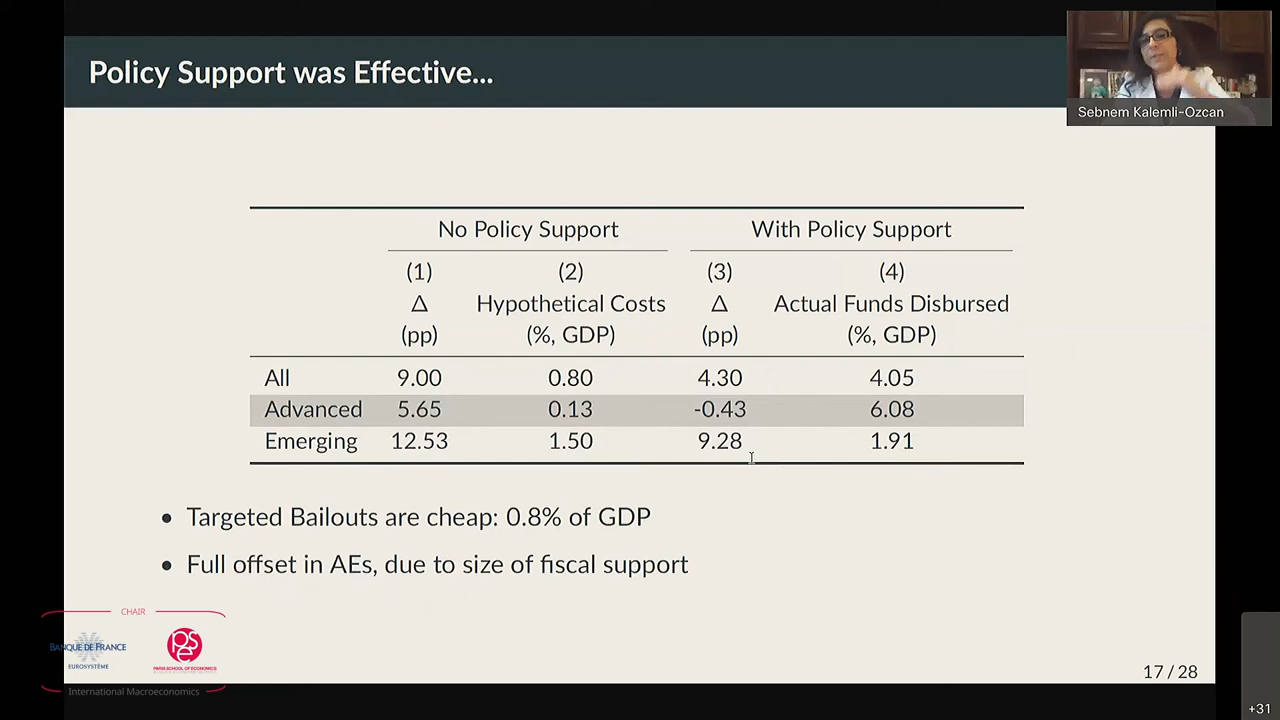 Policy Support was Effective...
Sebnem Kalemli-Ozcan
No Policy Support With Policy Support
(1) (2) (3) (4)
Δ Hypothetical Costs Δ Actual Funds Disbursed
(pp) (%, GDP) (pp) (%, GDP)
All 9.00 0.80 4.30 4.05
Advanced 5.65 0.13 -0.43 6.08
Emerging 12.53 1.50 9.28 1.91
• Targeted Bailouts are cheap: 0.8% of GDP
• Full offset in AEs, due to size of fiscal support
CHAIR
BANQUE DE FRANCE
EUROSYSTÈME
PSE
PARIS SCHOOL OF ECONOMICS
International Macroeconomics
17 / 28
+31